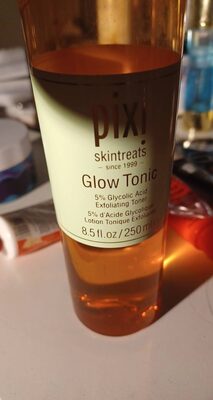 pixi
skintreats
since 1999
Glow Tonic
5% Glycolic Acid
Exfoliating Toner
5% d'Acide Glycolique
Lotion Tonique Exfoliante
8.5 fl.oz/250 ml